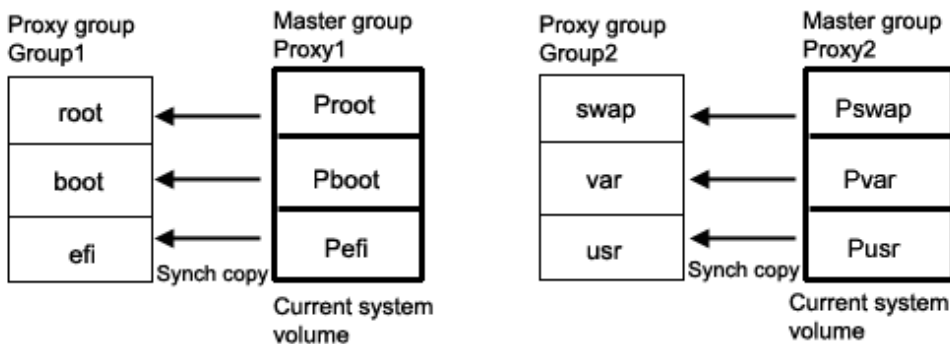 Proxy group
Group1
Master group
Proxy1
root
Proot
boot
Pboot
efi
Pefi
Synch copy
Current system
volume
Proxy group
Group2
Master group
Proxy2
swap
Pswap
var
Pvar
usr
Pusr
Synch copy
Current system
volume